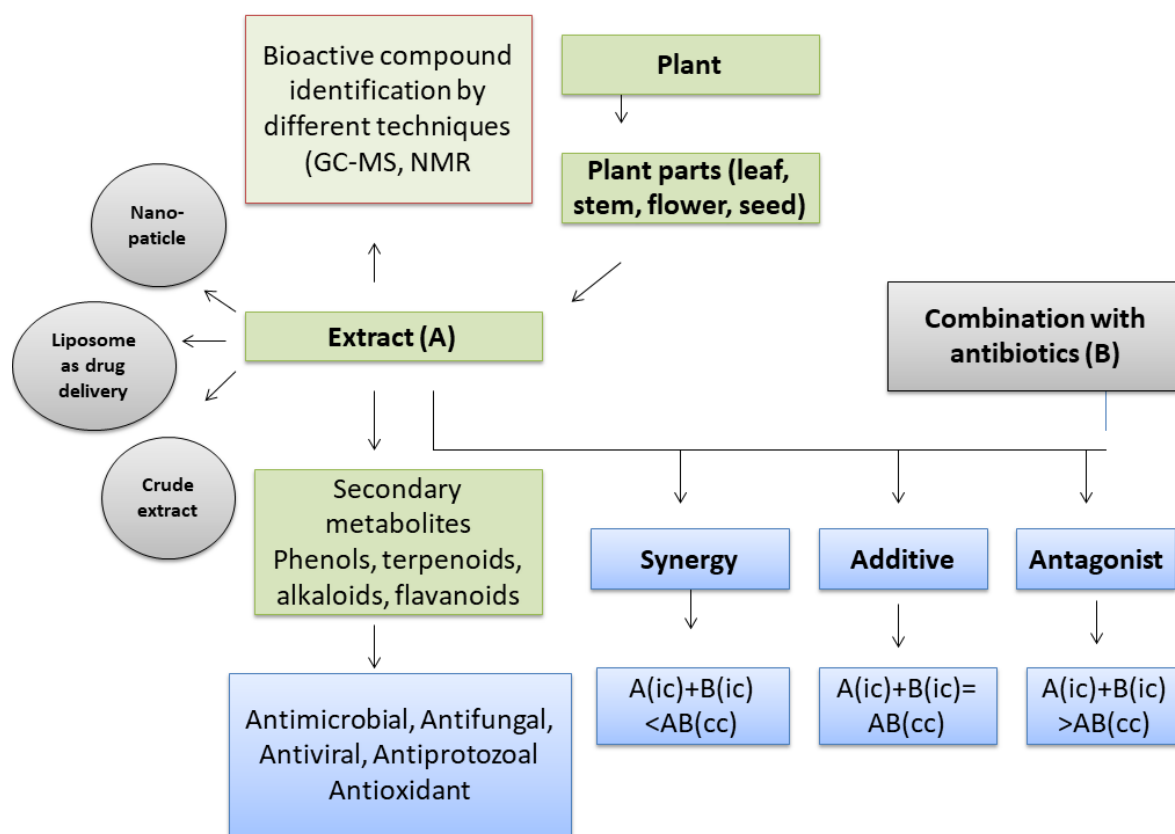 Bioactive compound
identification by
different techniques
(GC-MS, NMR
Plant
Plant parts (leaf,
stem, flower, seed)
Nano-
paticle
Liposome
as drug
delivery
Crude
extract
Extract (A)
Combination with
antibiotics (B)
Secondary
metabolites
Phenols, terpenoids,
alkaloids, flavanoids
Synergy
Additive
Antagonist
A(ic)+B(ic)
<AB(cc)
A(ic)+B(ic)=
AB(cc)
A(ic)+B(ic)
>AB(cc)
Antimicrobial, Antifungal,
Antiviral, Antiprotozoal
Antioxidant